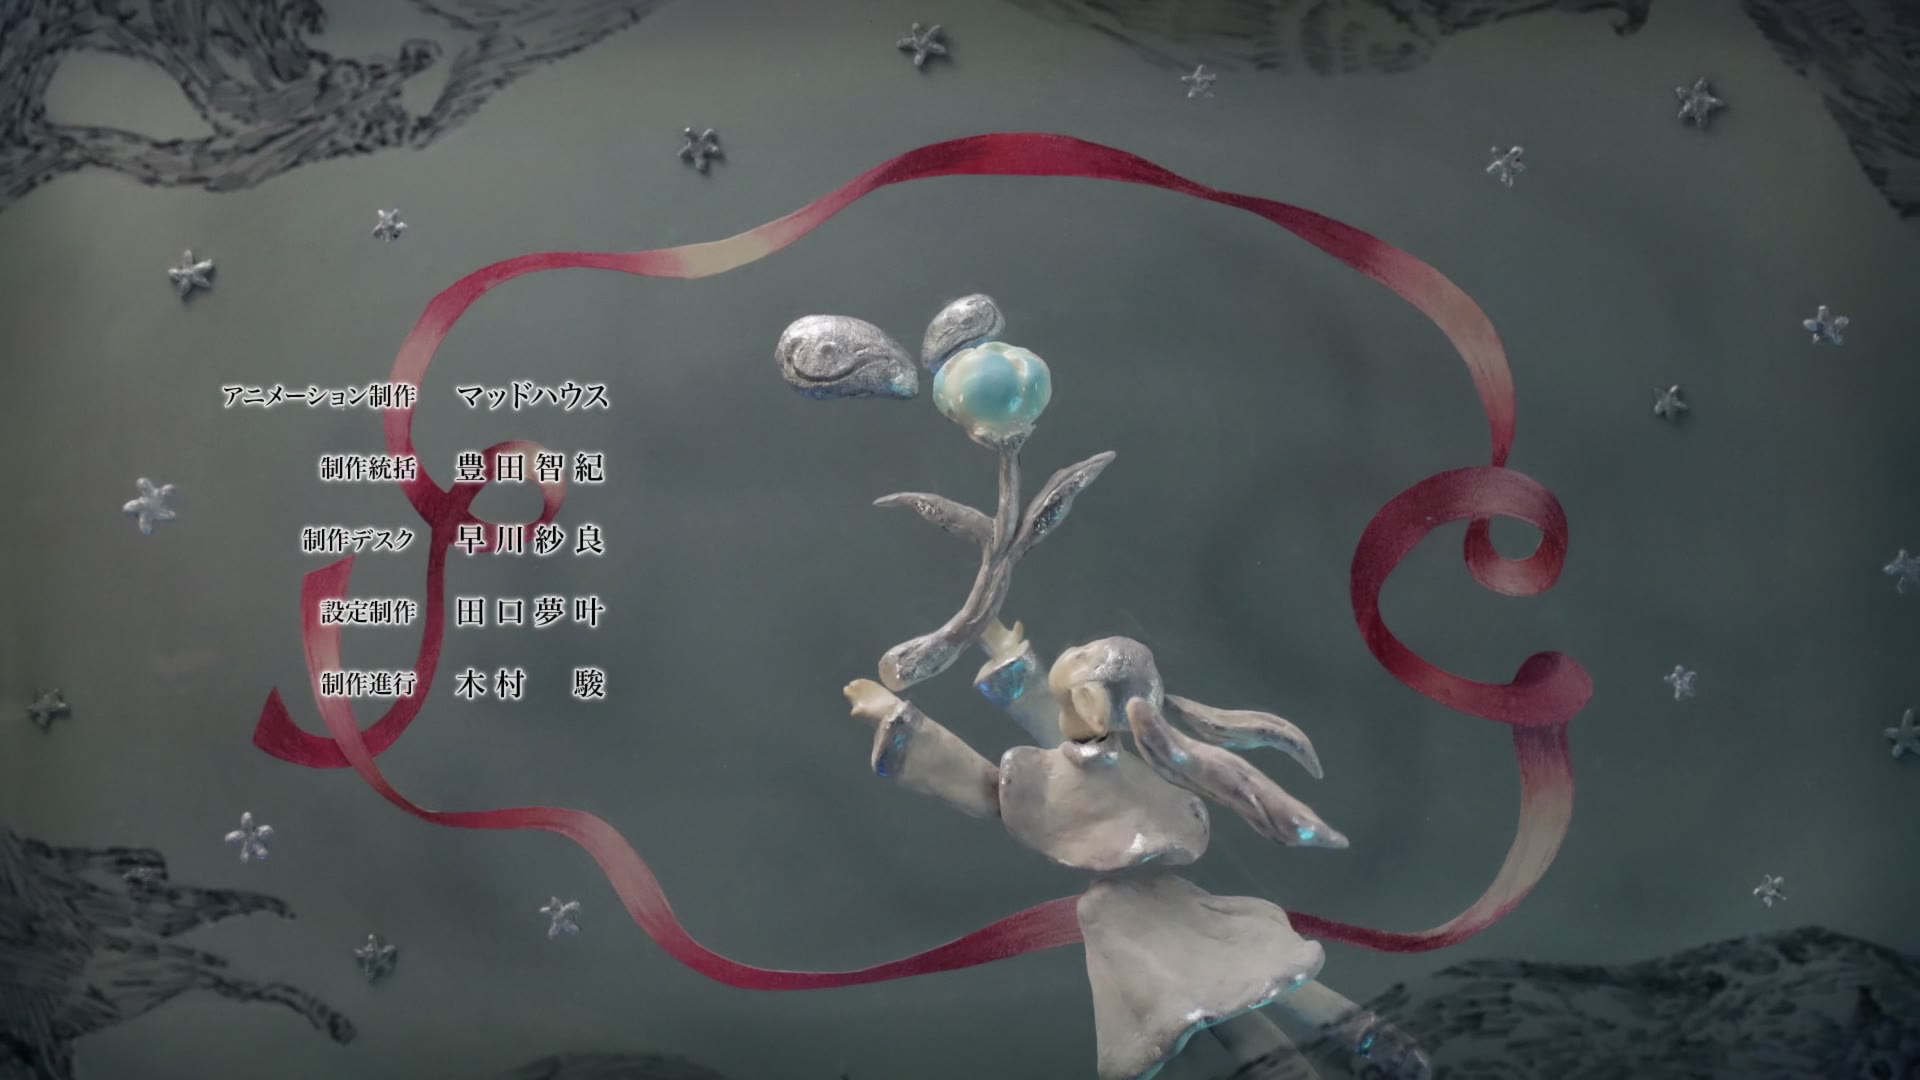 アニメーション制作 マッドハウス
制作統括 豊田智紀
制作デスク 早川紗良
設定制作 田口夢叶
制作進行 木村 駿